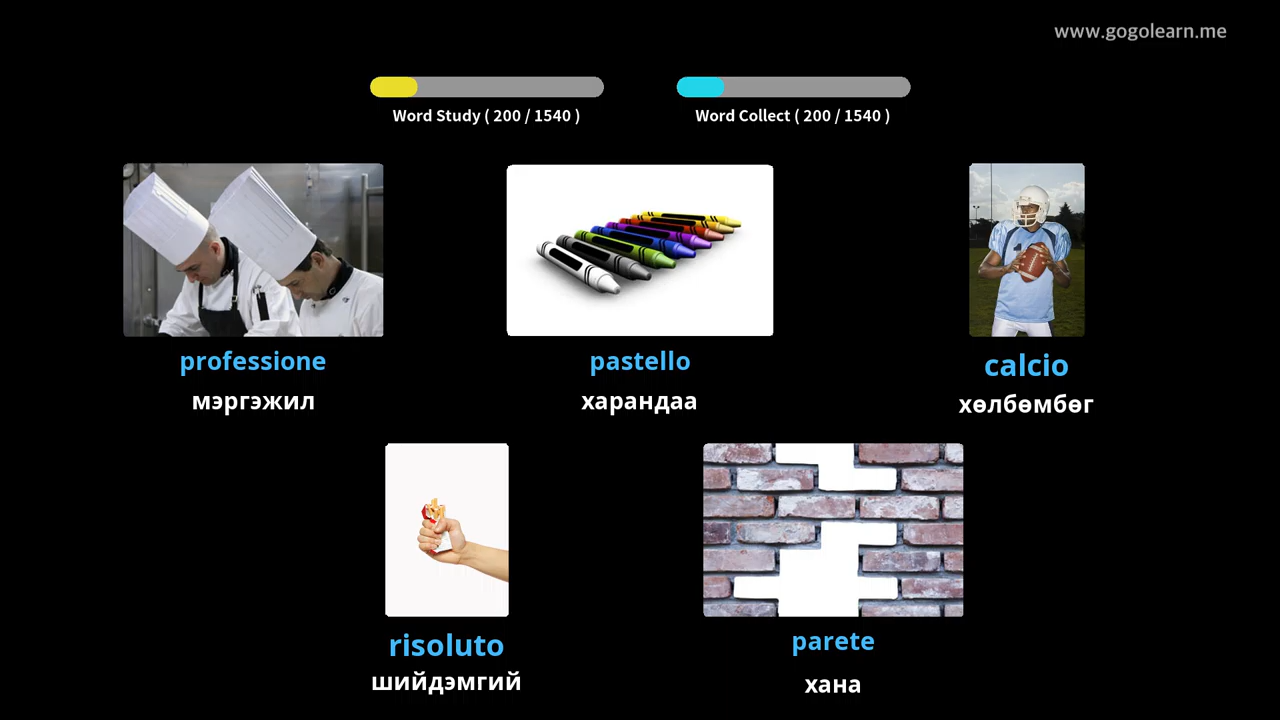 www.gogolearn.me
Word Study ( 200 / 1540 )
Word Collect ( 200 / 1540 )
professione
мэргэжил
pastello
харандаа
calcio
хөлбөмбөг
risoluto
шийдэмгий
parete
хана